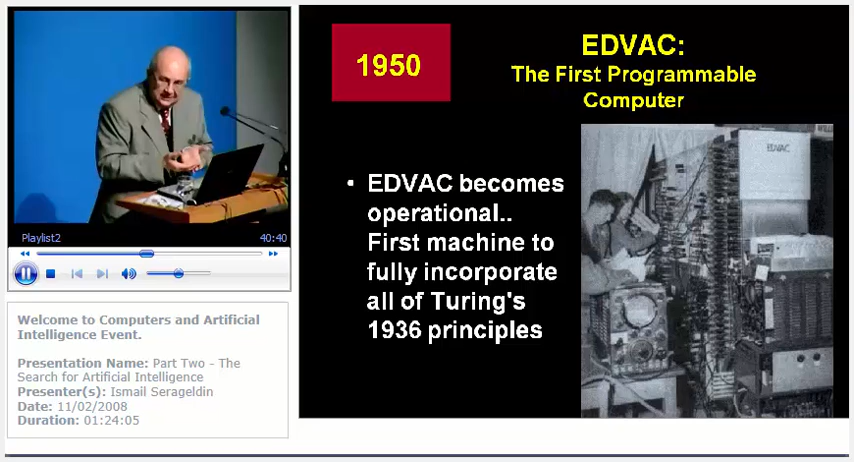 1950
EDVAC:
The First Programmable
Computer
EDVAC
• EDVAC becomes
operational..
First machine to
fully incorporate
all of Turing's
1936 principles
Playlist2 40:40
Welcome to Computers and Artificial
Intelligence Event.
Presentation Name: Part Two - The
Search for Artificial Intelligence
Presenter(s): Ismail Serageldin
Date: 11/02/2008
Duration: 01:24:05